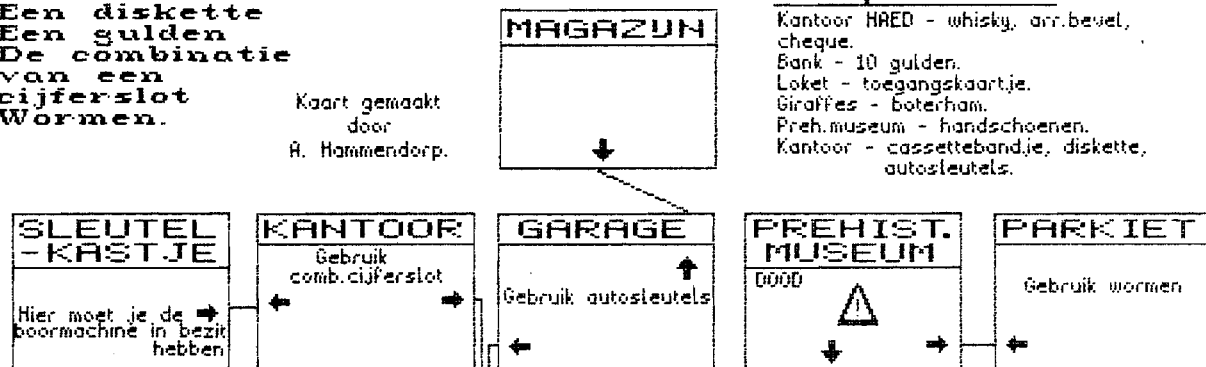 Een diskette
Een gulden
De combinatie
van een
cijferslot
Wormen.
Kaart gemaakt
door
A. Hammendorp.
MAGAZIJN
Kantoor HAED - whisky, arr.bevel,
cheque.
Bank - 10 gulden.
Loket - toegangskaartje.
Giraffes - boterham.
Preh.museum - handschoenen.
Kantoor - cassettebandje, diskette,
autosleutels.
SLEUTEL
-KASTJE
Hier moet je de
boormachine in bezit
hebben
KANTOOR
Gebruik
comb.cijferslot
GARAGE
Gebruik autosleutels
PREHIST.
MUSEUM
DOOD
!
PARKIET
Gebruik wormen